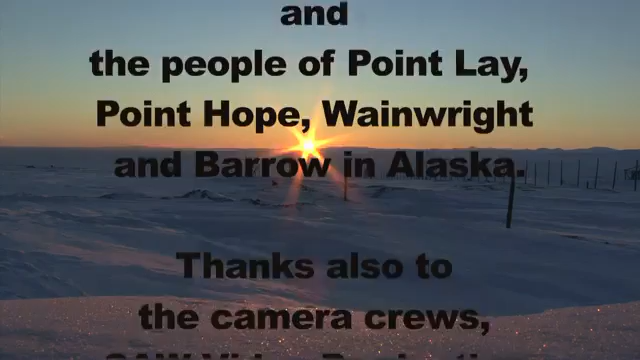 and
the people of Point Lay,
Point Hope, Wainwright
and Barrow in Alaska.
Thanks also to
the camera crews,